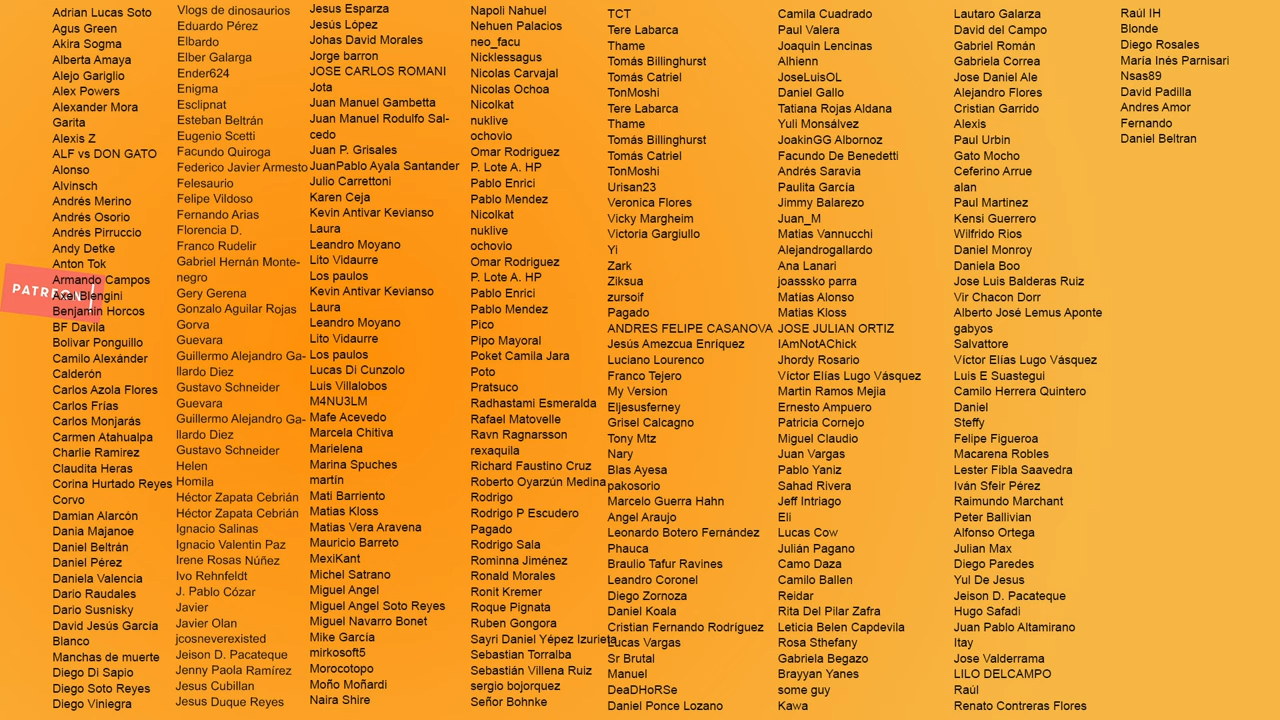 Adrian Lucas Soto
Agus Green
Akira Sogma
Alberta Amaya
Alejo Gariglio
Alex Powers
Alexander Mora
Garita
Alexis Z
ALF vs DON GATO
Alonso
Alvinsch
Andrés Merino
Andrés Osorio
Andrés Pirruccio
Andy Detke
Anton Tok
Armando Campos
PATREON
Axel Blengini
Benjamin Horcos
BF Davila
Bolivar Ponguillo
Camilo Alexánder
Calderón
Carlos Azola Flores
Carlos Frías
Carlos Monjarás
Carmen Atahualpa
Charlie Ramirez
Claudita Heras
Corina Hurtado Reyes
Corvo
Damian Alarcón
Dania Majanoe
Daniel Beltrán
Daniel Pérez
Daniela Valencia
Dario Raudales
Dario Susnisky
David Jesús García
Blanco
Manchas de muerte
Diego Di Sapio
Diego Soto Reyes
Diego Viniegra
Vlogs de dinosaurios
Eduardo Pérez
Elbardo
Elber Galarga
Ender624
Enigma
Esclipnat
Esteban Beltrán
Eugenio Scetti
Facundo Quiroga
Federico Javier Armesto
Felesaurio
Felipe Vildoso
Fernando Arias
Florencia D.
Franco Rudelir
Gabriel Hernán Monte-
negro
Gery Gerena
Gonzalo Aguilar Rojas
Gorva
Guevara
Guillermo Alejandro Ga-
llardo Diez
Gustavo Schneider
Guevara
Guillermo Alejandro Ga-
llardo Diez
Gustavo Schneider
Helen
Homila
Héctor Zapata Cebrián
Héctor Zapata Cebrián
Ignacio Salinas
Ignacio Valentin Paz
Irene Rosas Núñez
Ivo Rehnfeldt
J. Pablo Cózar
Javier
Javier Olan
jcosneverexisted
Jeison D. Pacateque
Jenny Paola Ramírez
Jesus Cubillan
Jesus Duque Reyes
Jesus Esparza
Jesús López
Johas David Morales
Jorge barron
JOSE CARLOS ROMANI
Jota
Juan Manuel Gambetta
Juan Manuel Rodulfo Sal-
cedo
Juan P. Grisales
JuanPablo Ayala Santander
Julio Carrettoni
Karen Ceja
Kevin Antivar Kevianso
Laura
Leandro Moyano
Lito Vidaurre
Los paulos
Kevin Antivar Kevianso
Laura
Leandro Moyano
Lito Vidaurre
Los paulos
Lucas Di Cunzolo
Luis Villalobos
M4NU3LM
Mafe Acevedo
Marcela Chitiva
Marielena
Marina Spuches
martín
Mati Barriento
Matias Kloss
Matias Vera Aravena
Mauricio Barreto
MexiKant
Michel Satrano
Miguel Angel
Miguel Angel Soto Reyes
Miguel Navarro Bonet
Mike Garcia
mirkosoft5
Morocotopo
Moño Moñardi
Naira Shire
Napoli Nahuel
Nehuen Palacios
neo_facu
Nicklessagus
Nicolas Carvajal
Nicolas Ochoa
Nicolkat
nuklive
ochovio
Omar Rodriguez
P. Lote A. HP
Pablo Enrici
Pablo Mendez
Nicolkat
nuklive
ochovio
Omar Rodriguez
P. Lote A. HP
Pablo Enrici
Pablo Mendez
Pico
Pipo Mayoral
Poket Camila Jara
Poto
Pratsuco
Radhastami Esmeralda
Rafael Matovelle
Ravn Ragnarsson
rexaquila
Richard Faustino Cruz
Roberto Oyarzún Medina
Rodrigo
Rodrigo P Escudero
Pagado
Rodrigo Sala
Rominna Jiménez
Ronald Morales
Ronit Kremer
Roque Pignata
Ruben Gongora
Sayri Daniel Yépez Izurieta
Sebastian Torralba
Sebastián Villena Ruiz
sergio bojorquez
Señor Bohnke
TCT
Tere Labarca
Thame
Tomás Billinghurst
Tomás Catriel
TonMoshi
Tere Labarca
Thame
Tomás Billinghurst
Tomás Catriel
TonMoshi
Urisan23
Veronica Flores
Vicky Margheim
Victoria Gargiullo
Yi
Zark
Ziksua
zursoif
Pagado
ANDRES FELIPE CASANOVA
Jesús Amezcua Enríquez
Luciano Lourenco
Franco Tejero
My Version
Eljesusferney
Grisel Calcagno
Tony Mtz
Nary
Blas Ayesa
pakosorio
Marcelo Guerra Hahn
Angel Araujo
Leonardo Botero Fernández
Phauca
Braulio Tafur Ravines
Leandro Coronel
Diego Zornoza
Daniel Koala
Cristian Fernando Rodríguez
Lucas Vargas
Sr Brutal
Manuel
DeaDHoRSe
Daniel Ponce Lozano
Camila Cuadrado
Paul Valera
Joaquin Lencinas
Alhienn
JoseLuisOL
Daniel Gallo
Tatiana Rojas Aldana
Yuli Monsálvez
JoakinGG Albornoz
Facundo De Benedetti
Andrés Saravia
Paulita García
Jimmy Balarezo
Juan_M
Matias Vannucchi
Alejandrogallardo
Ana Lanari
joasssko parra
Matías Alonso
Matias Kloss
JOSE JULIAN ORTIZ
IAmNotAChick
Jhordy Rosario
Víctor Elías Lugo Vásquez
Martin Ramos Mejia
Ernesto Ampuero
Patricia Cornejo
Miguel Claudio
Juan Vargas
Pablo Yaniz
Sahad Rivera
Jeff Intriago
Eli
Lucas Cow
Julián Pagano
Camo Daza
Camilo Ballen
Reidar
Rita Del Pilar Zafra
Leticia Belen Capdevila
Rosa Sthefany
Gabriela Begazo
Brayyan Yanes
some guy
Kawa
Lautaro Galarza
David del Campo
Gabriel Román
Gabriela Correa
Jose Daniel Ale
Alejandro Flores
Cristian Garrido
Alexis
Paul Urbin
Gato Mocho
Ceferino Arrue
alan
Paul Martinez
Kensi Guerrero
Wilfrido Rios
Daniel Monroy
Daniela Boo
Jose Luis Balderas Ruiz
Vir Chacon Dorr
Alberto José Lemus Aponte
gabyos
Salvattore
Víctor Elías Lugo Vásquez
Luis E Suastegui
Camilo Herrera Quintero
Daniel
Steffy
Felipe Figueroa
Macarena Robles
Lester Fibla Saavedra
Iván Sfeir Pérez
Raimundo Marchant
Peter Ballivian
Alfonso Ortega
Julian Max
Diego Paredes
Yul De Jesus
Jeison D. Pacateque
Hugo Safadi
Juan Pablo Altamirano
Itay
Jose Valderrama
LILO DELCAMPO
Raúl
Renato Contreras Flores
Raúl IH
Blonde
Diego Rosales
María Inés Parnisari
Nsas89
David Padilla
Andres Amor
Fernando
Daniel Beltran